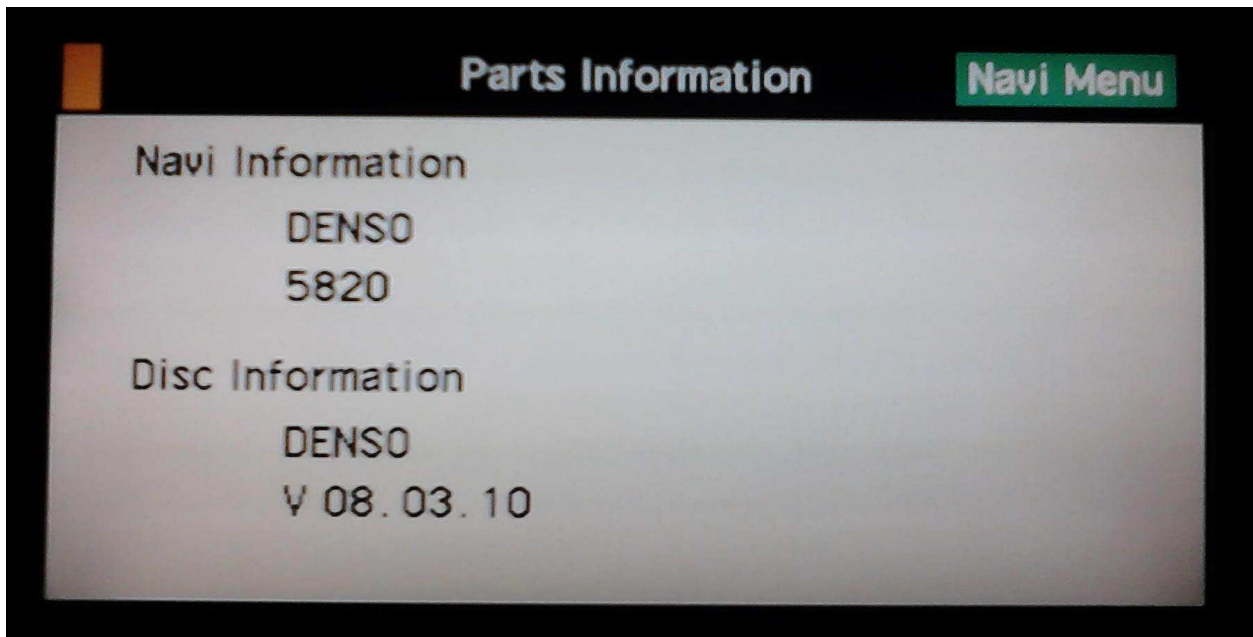 Parts Information
Navi Menu
Navi Information
DENSO
5820
Disc Information
DENSO
V 08.03.10